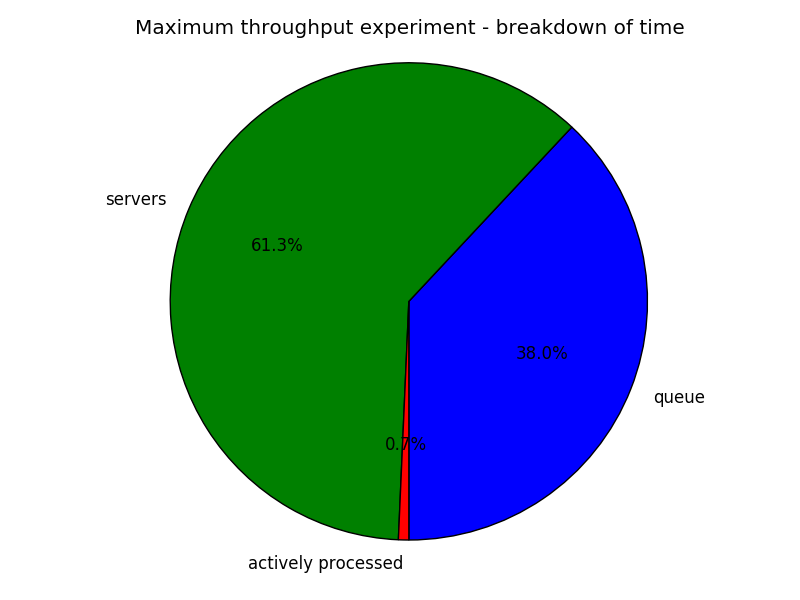 Maximum throughput experiment - breakdown of time
servers
61.3%
38.0%
queue
0.7%
actively processed